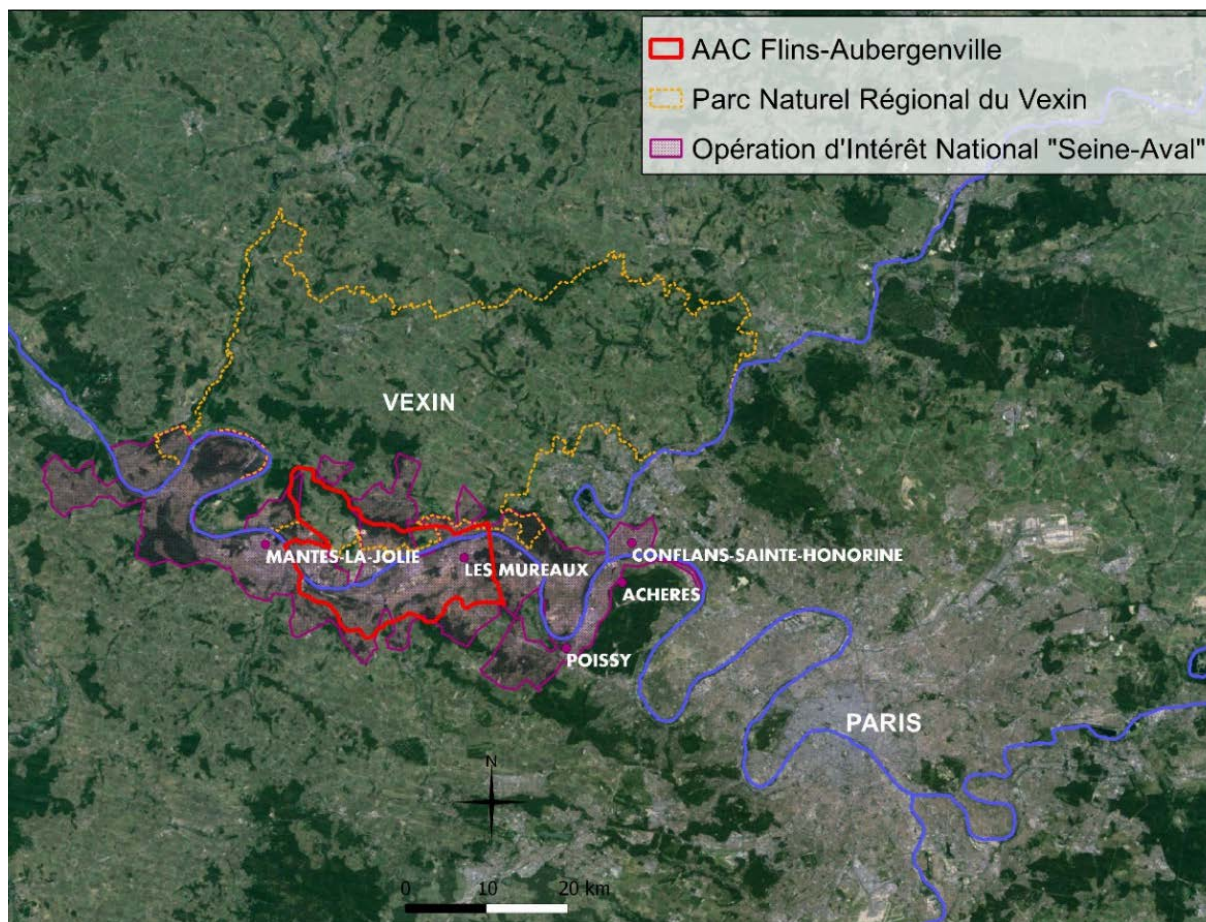 AAC Flins-Aubergenville
Parc Naturel Régional du Vexin
Opération d'Intérêt National "Seine-Aval"
VEXIN
MANTES-LA-JOLIE
LES MUREAUX
CONFLANS-SAINTE-HONORINE
ACHERES
POISSY
PARIS
N
0 10 20 km